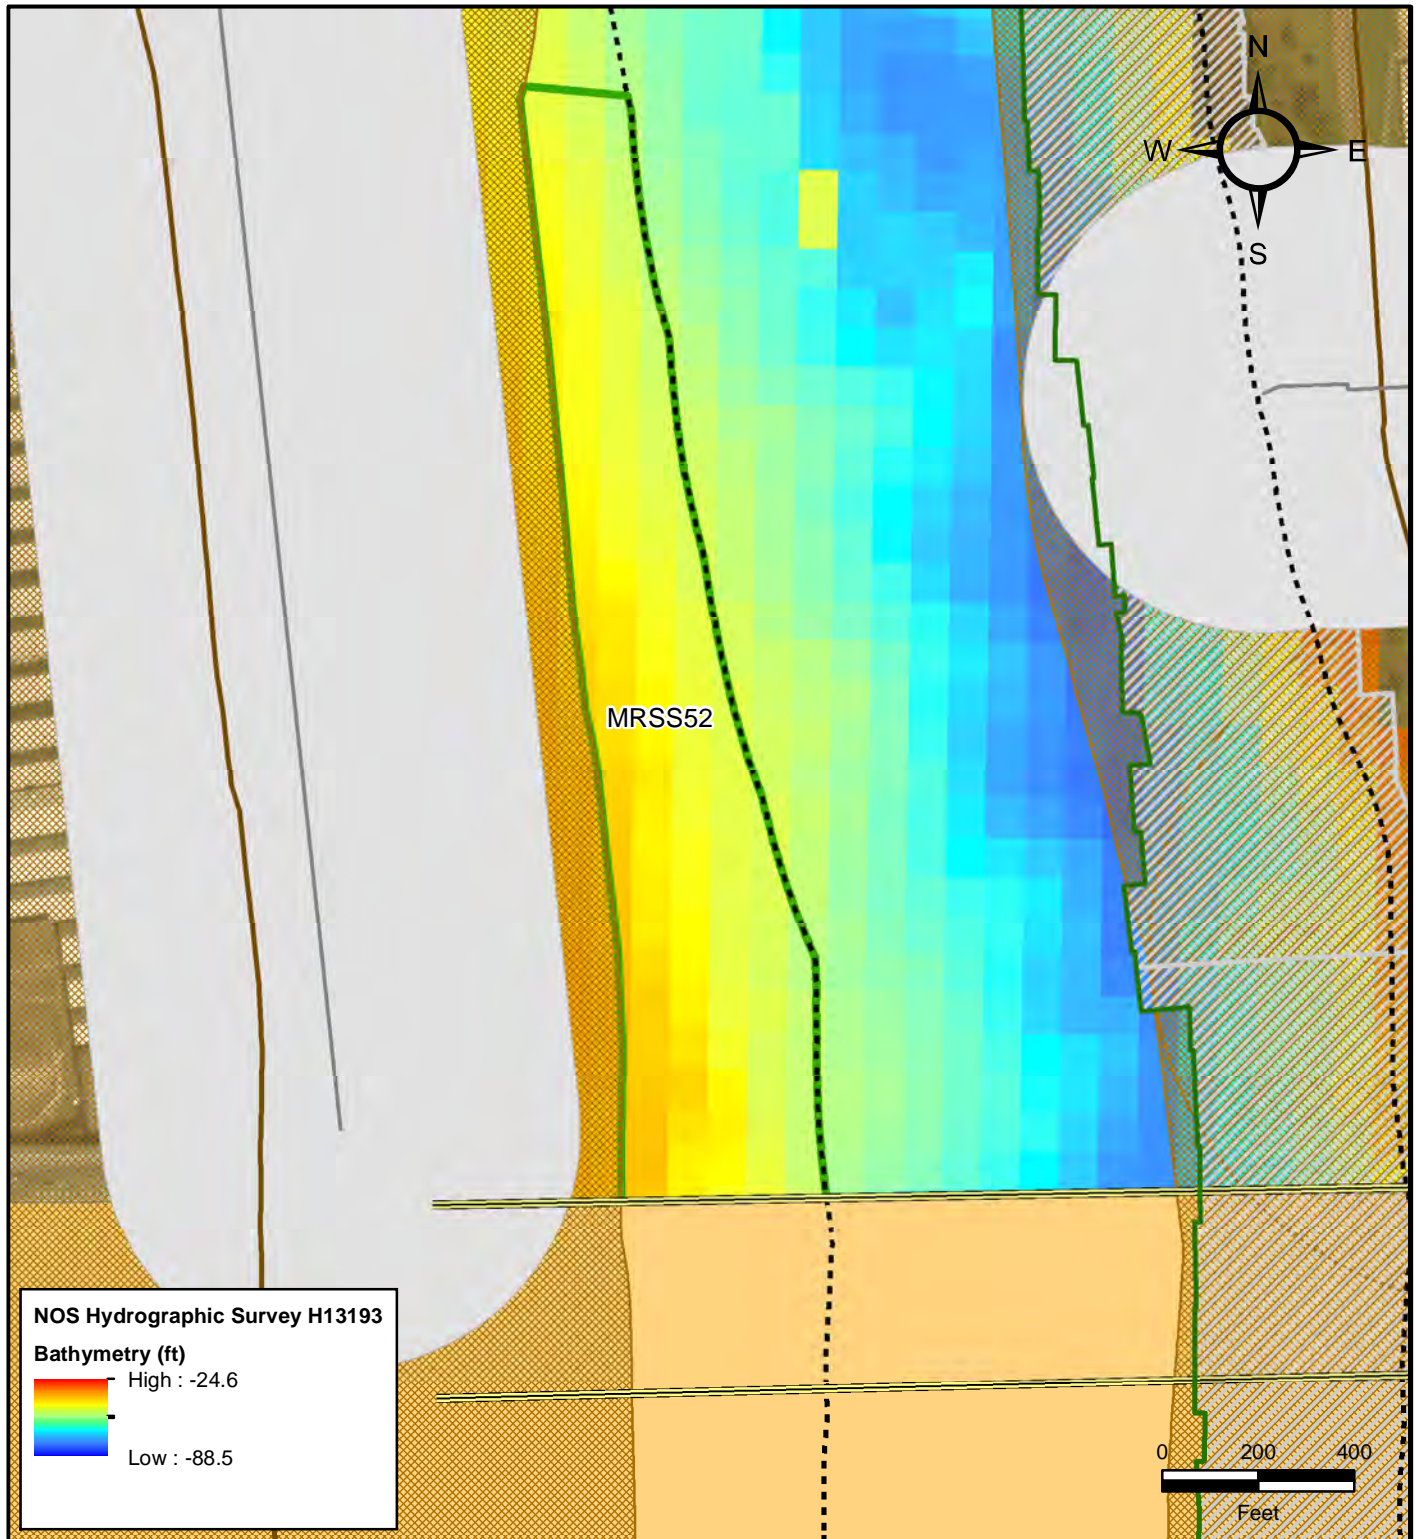 N
W E
S
MRSS52
NOS Hydrographic Survey H13193
Bathymetry (ft)
High : -24.6
Low : -88.5
0 200 400
Feet